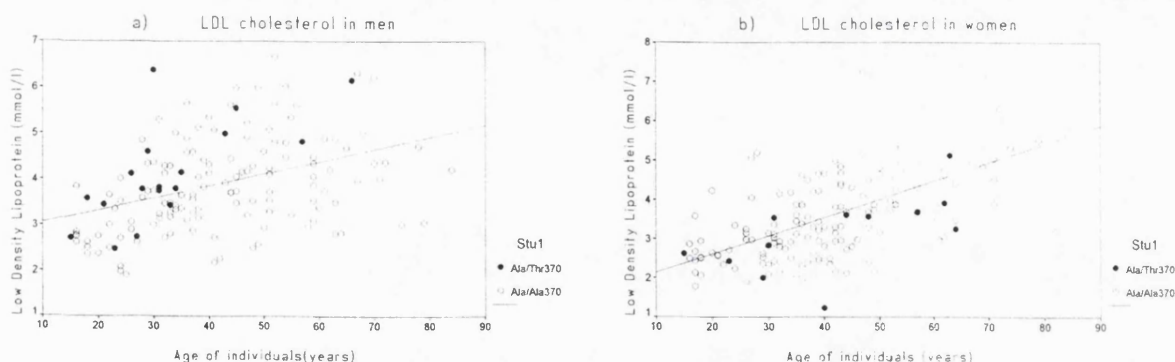 a) LDL cholesterol in men
7
6
5
4
3
2
1
Low Density Lipoprotein (mmol/l)
10 20 30 40 50 60 70 80 90
Age of individuals(years)
Stu1
Ala/Thr370
Ala/Ala370
b) LDL cholesterol in women
8
7
6
5
4
3
2
1
0
Low Density Lipoprotein (mmol/l)
10 20 30 40 50 60 70 80 90
Age of individuals (years)
Stu1
Ala/Thr370
Ala/Ala370